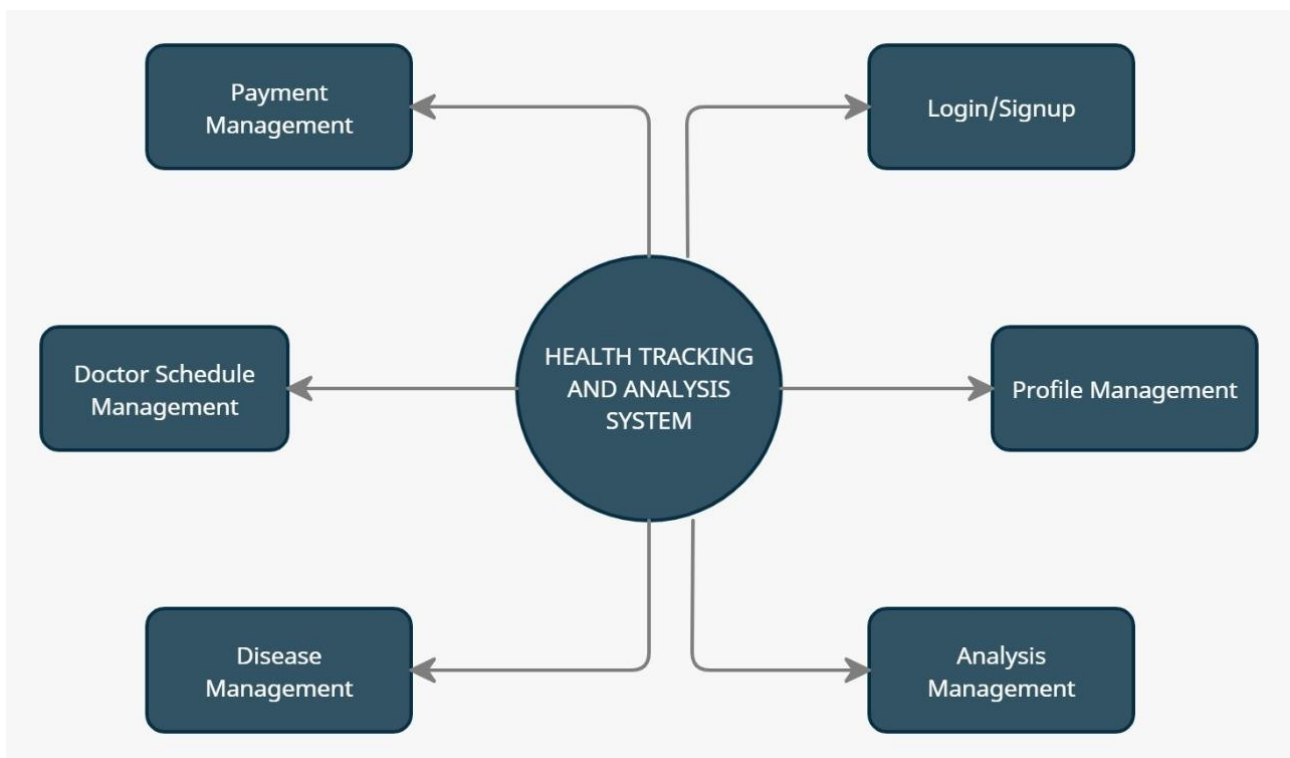 Payment
Management
Login/Signup
Doctor Schedule
Management
HEALTH TRACKING
AND ANALYSIS
SYSTEM
Profile Management
Disease
Management
Analysis
Management